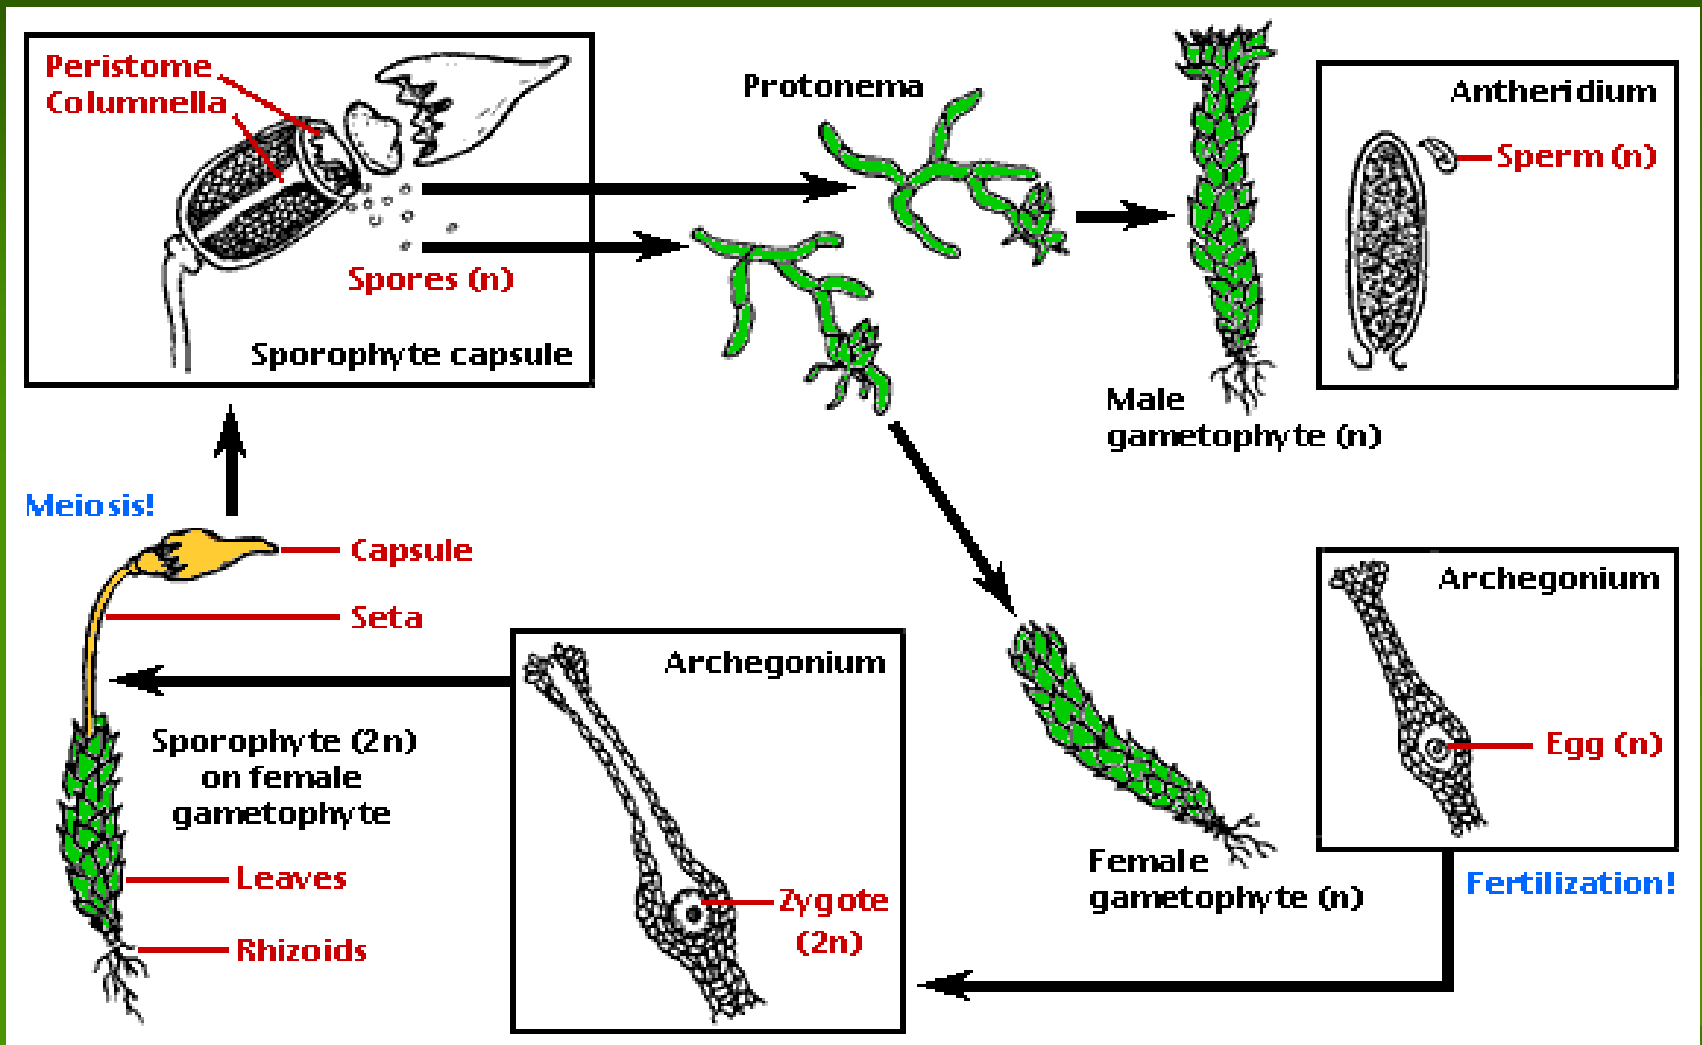 Peristome
Columnella
Spores (n)
Sporophyte capsule
Protonema
Male
gametophyte (n)
Antheridium
Sperm (n)
Meiosis!
Capsule
Seta
Sporophyte (2n)
on female
gametophyte
Leaves
Rhizoids
Archegonium
Zygote
(2n)
Female
gametophyte (n)
Archegonium
Egg (n)
Fertilization!